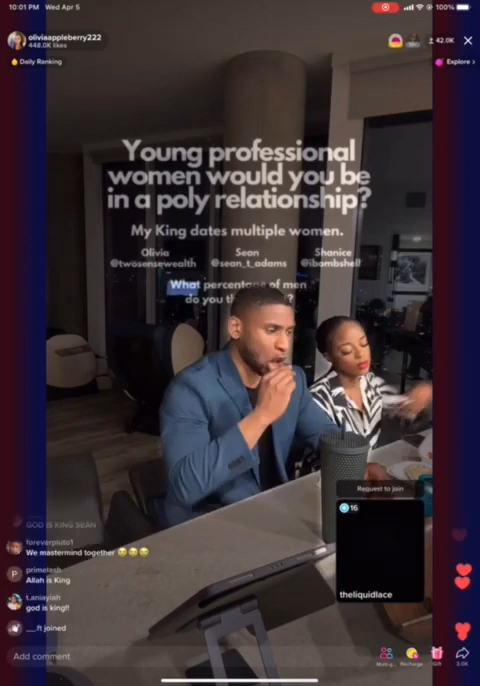 10:01 PM Wed Apr 5
100%
oliviaappleberry222
448.0K likes
42.0K
Daily Ranking
Explore >
Young professional
women would you be
in a poly relationship?
My King dates multiple women.
Olivia
@twosensewealth
Sean
@sean_t_adams
Shanice
@ibombshell
What percentage of men
do you
Request to join
16
theliquidlace
GOD IS KING SEAN
foreverpluto1
We mastermind together 😂😂😂
P
primelash
Allah is King
t.aniayiah
god is king!!
__ft joined
Add comment
Multi-g...
Recharge
Gift
3.0K